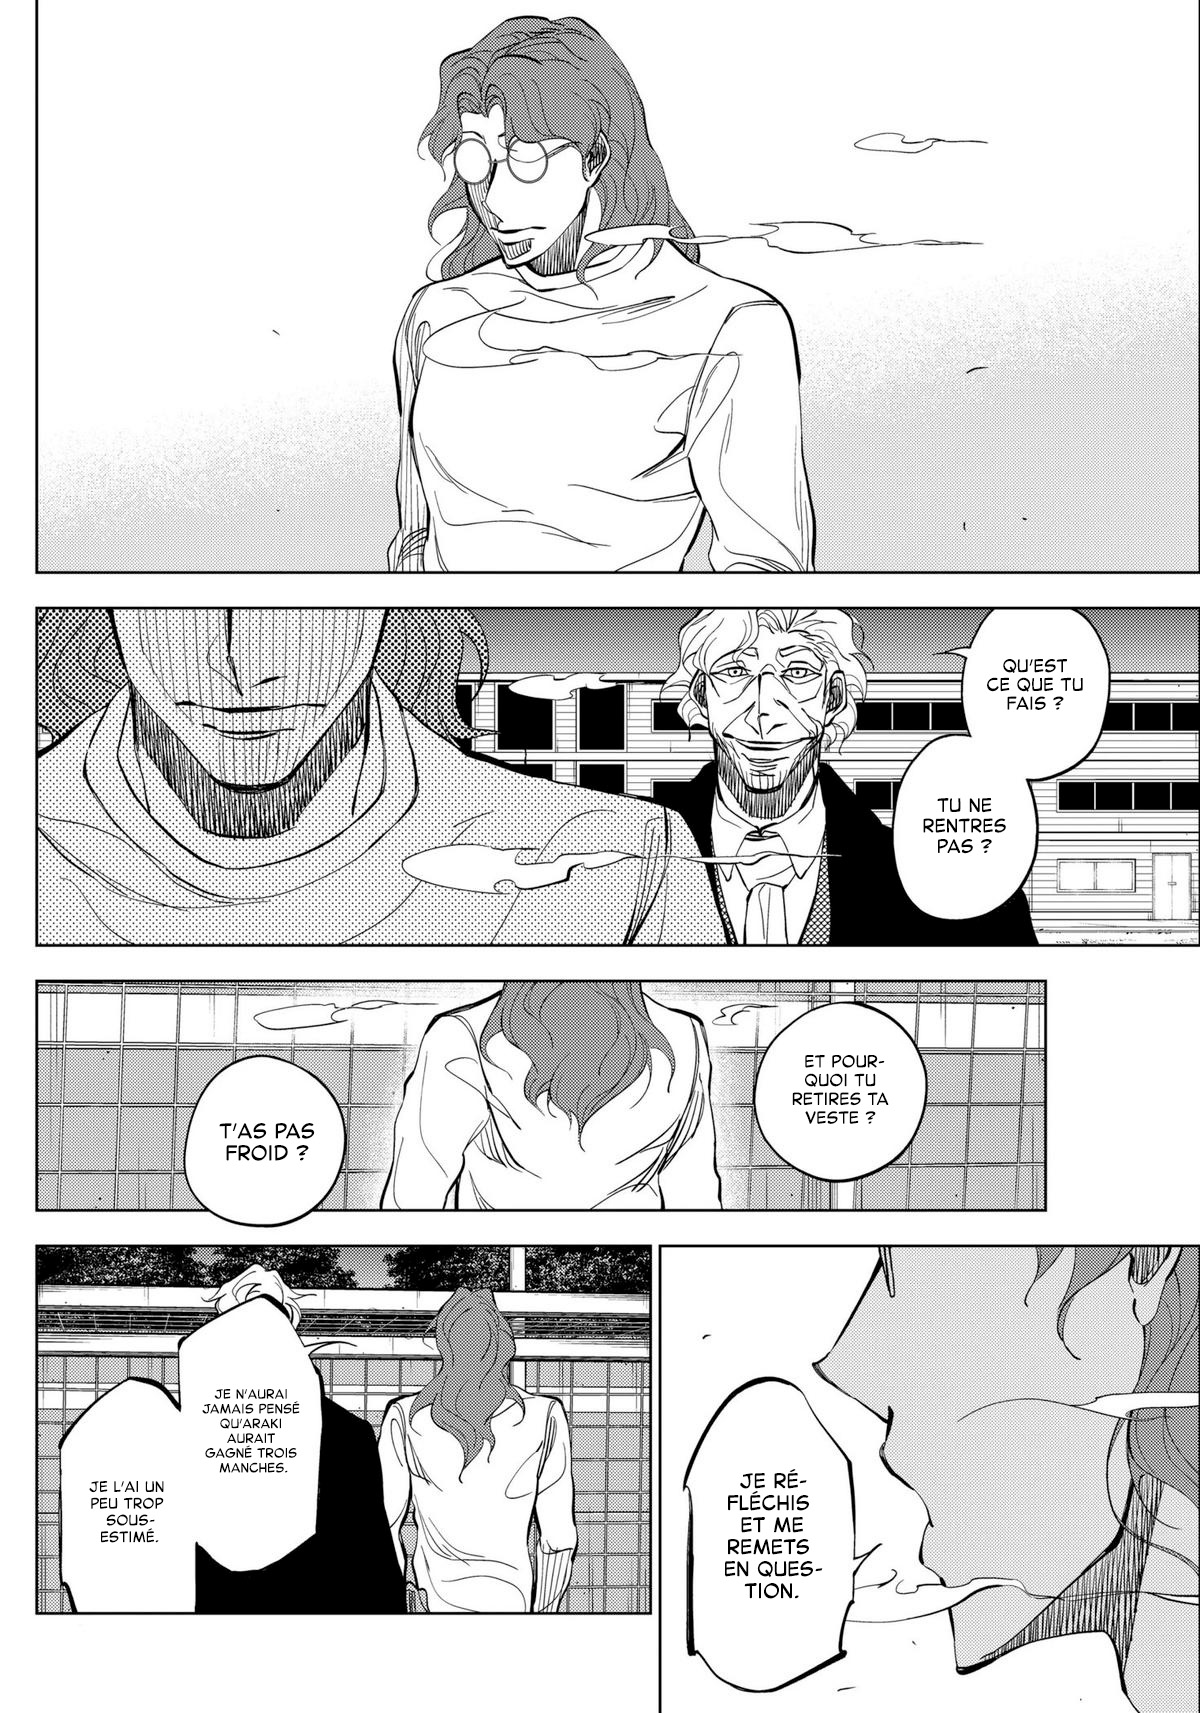 QU'EST
CE QUE TU
FAIS ?
TU NE
RENTRES
PAS ?
ET POUR-
QUOI TU
RETIRES TA
VESTE ?
T'AS PAS
FROID ?
JE RÉ-
FLÉCHIS
ET ME
REMETS
EN QUES-
TION.
JE N'AURAI
JAMAIS PENSÉ
QU'ARAKI
AURAIT
GAGNÉ TROIS
MANCHES.
JE L'AI UN
PEU TROP
SOUS-
ESTIMÉ.